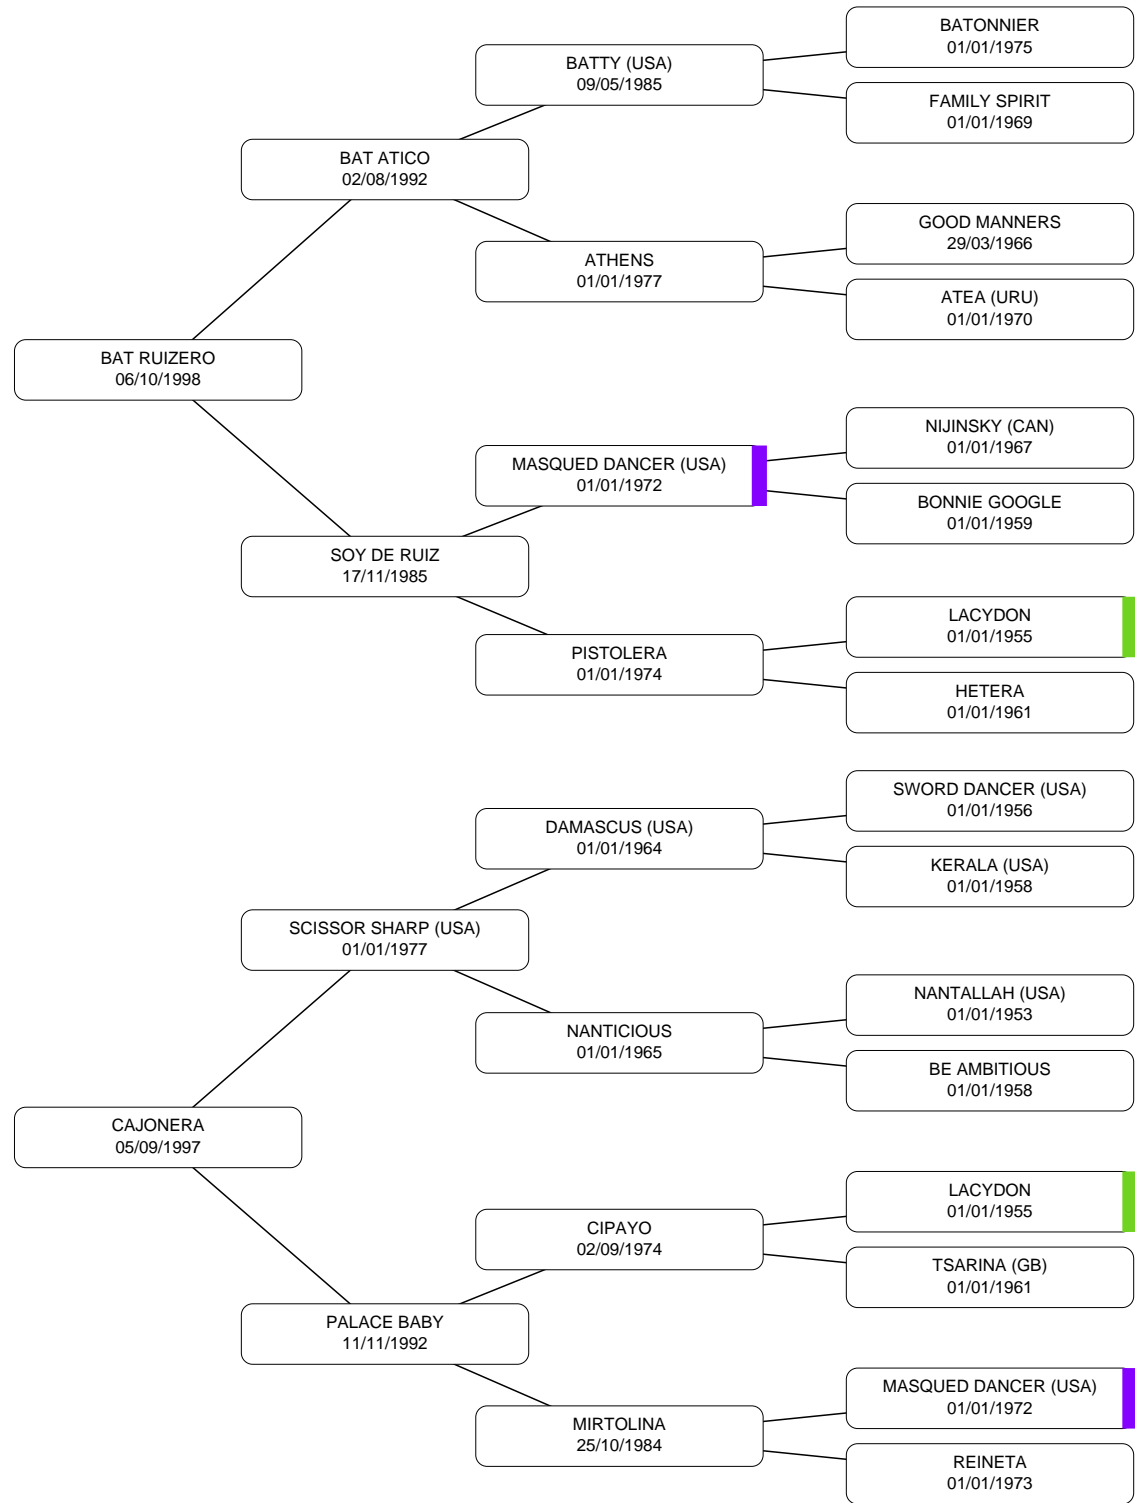 BATONNIER
01/01/1975
BATTY (USA)
09/05/1985
FAMILY SPIRIT
01/01/1969
BAT ATICO
02/08/1992
GOOD MANNERS
29/03/1966
ATHENS
01/01/1977
ATEA (URU)
01/01/1970
BAT RUIZERO
06/10/1998
NIJINSKY (CAN)
01/01/1967
MASQUED DANCER (USA)
01/01/1972
BONNIE GOOGLE
01/01/1959
SOY DE RUIZ
17/11/1985
LACYDON
01/01/1955
PISTOLERA
01/01/1974
HETERA
01/01/1961
SWORD DANCER (USA)
01/01/1956
DAMASCUS (USA)
01/01/1964
KERALA (USA)
01/01/1958
SCISSOR SHARP (USA)
01/01/1977
NANTALLAH (USA)
01/01/1953
NANTICIOUS
01/01/1965
BE AMBITIOUS
01/01/1958
CAJONERA
05/09/1997
LACYDON
01/01/1955
CIPAYO
02/09/1974
TSARINA (GB)
01/01/1961
PALACE BABY
11/11/1992
MASQUED DANCER (USA)
01/01/1972
MIRTOLINA
25/10/1984
REINETA
01/01/1973